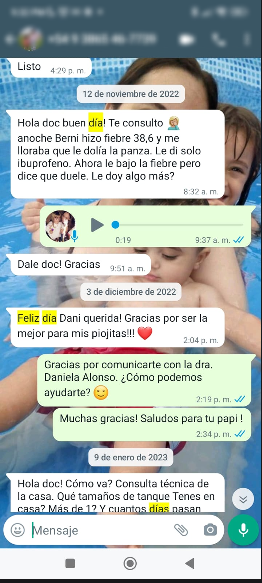 Listo
4:29 p. m.
12 de noviembre de 2022
Hola doc buen día! Te consulto
anoche Berni hizo fiebre 38,6 y me
lloraba que le dolía la panza. Le di solo
ibuprofeno. Ahora le bajo la fiebre pero
dice que duele. Le doy algo más?
8:32 a. m.
0:19
9:37 a. m.
Dale doc! Gracias
9:51 a. m.
3 de diciembre de 2022
Feliz día Dani querida! Gracias por ser la
mejor para mis piojitas!!! ❤️
2:04 p. m.
Gracias por comunicarte con la dra.
Daniela Alonso. ¿Cómo podemos
ayudarte? 😊
2:19 p. m.
Muchas gracias! Saludos para tu papi !
2:34 p. m.
9 de enero de 2023
Hola doc! Cómo va? Consulta técnica de
la casa. Qué tamaños de tanque Tenes en
casa? Más de 1? Y cuantos días pasan
Mensaje